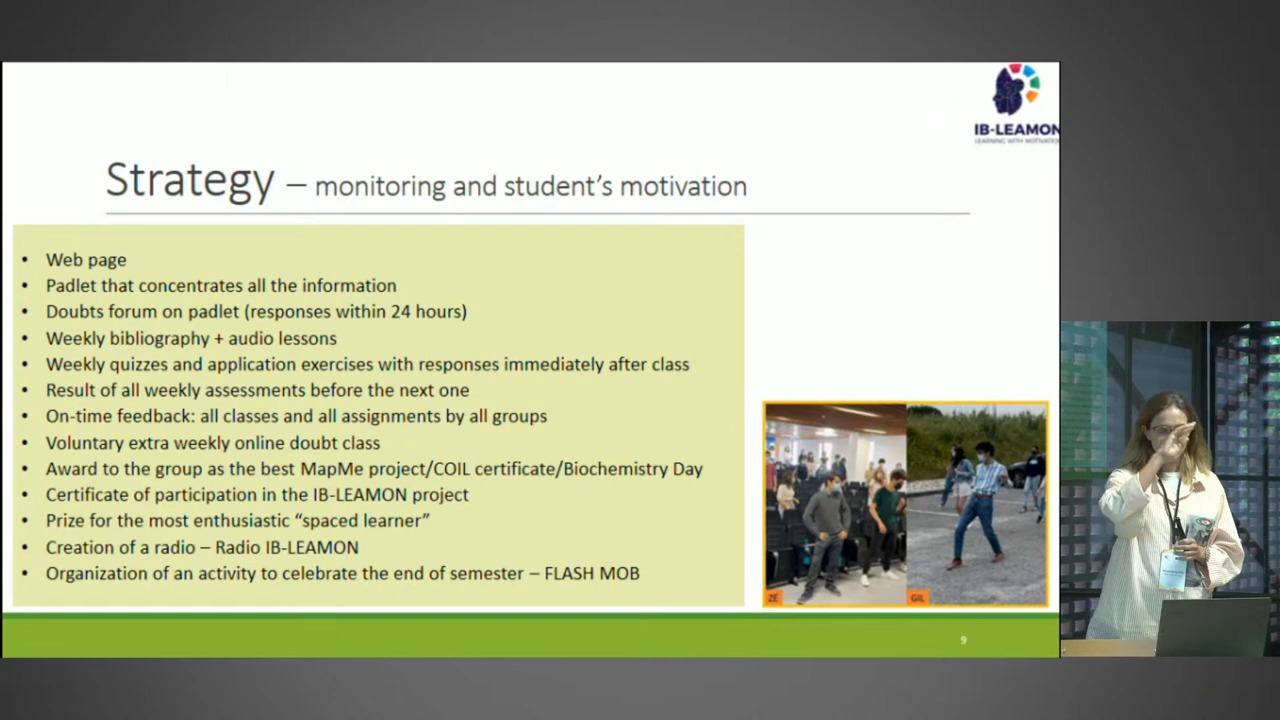 IB-LEAMON
LEARNING WITH MOTIVATION
Strategy – monitoring and student's motivation
• Web page
• Padlet that concentrates all the information
• Doubts forum on padlet (responses within 24 hours)
• Weekly bibliography + audio lessons
• Weekly quizzes and application exercises with responses immediately after class
• Result of all weekly assessments before the next one
• On-time feedback: all classes and all assignments by all groups
• Voluntary extra weekly online doubt class
• Award to the group as the best MapMe project/COIL certificate/Biochemistry Day
• Certificate of participation in the IB-LEAMON project
• Prize for the most enthusiastic “spaced learner”
• Creation of a radio – Radio IB-LEAMON
• Organization of an activity to celebrate the end of semester – FLASH MOB
ZÉ
GIL
9